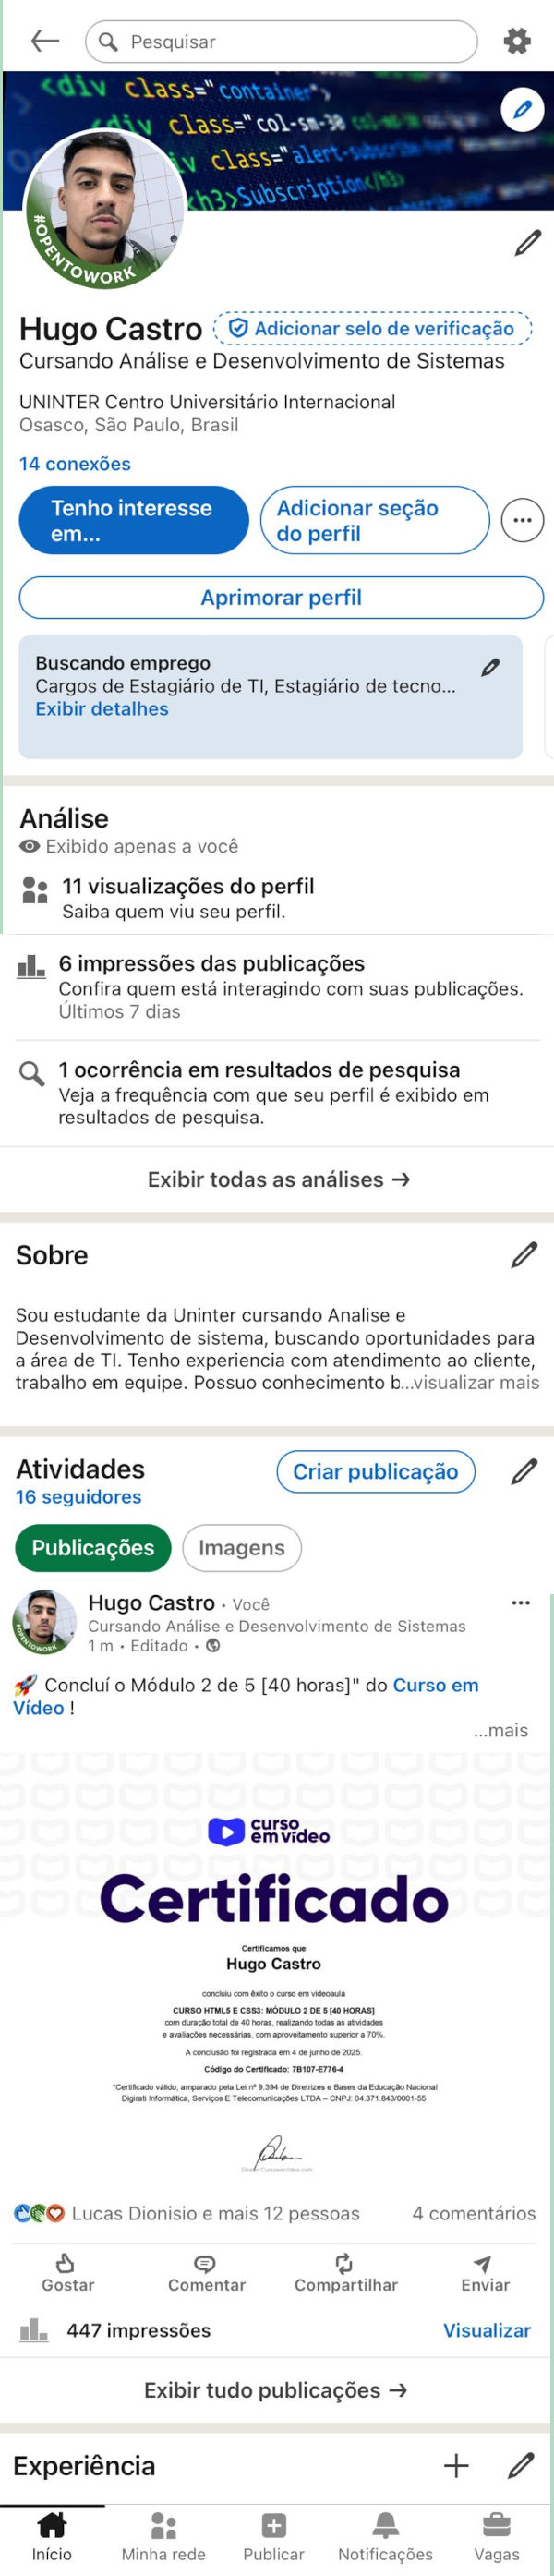 Pesquisar
<div class="container">
<div class="col-sm-30
iv class="alert-subscribe
<h3>Subscription</h3>
#OPENTOWORK
Hugo Castro Adicionar selo de verificação
Cursando Análise e Desenvolvimento de Sistemas
UNINTER Centro Universitário Internacional
Osasco, São Paulo, Brasil
14 conexões
Tenho interesse
em...
Adicionar seção
do perfil
Aprimorar perfil
Buscando emprego
Cargos de Estagiário de TI, Estagiário de tecno...
Exibir detalhes
Análise
Exibido apenas a você
11 visualizações do perfil
Saiba quem viu seu perfil.
6 impressões das publicações
Confira quem está interagindo com suas publicações.
Últimos 7 dias
1 ocorrência em resultados de pesquisa
Veja a frequência com que seu perfil é exibido em
resultados de pesquisa.
Exibir todas as análises →
Sobre
Sou estudante da Uninter cursando Analise e
Desenvolvimento de sistema, buscando oportunidades para
a área de TI. Tenho experiencia com atendimento ao cliente,
trabalho em equipe. Possuo conhecimento b...visualizar mais
Atividades Criar publicação
16 seguidores
Publicações Imagens
Hugo Castro · Você
Cursando Análise e Desenvolvimento de Sistemas
1 m • Editado •
#OPENTOWORK
🚀 Concluí o Módulo 2 de 5 [40 horas]" do Curso em
Vídeo !
...mais
curso
em vídeo
Certificado
Certificamos que
Hugo Castro
concluiu com êxito o curso em videoaula
CURSO HTML5 E CSS3: MÓDULO 2 DE 5 [40 HORAS]
com duração total de 40 horas, realizando todas as atividades
e avaliações necessárias, com aproveitamento superior a 70%.
A conclusão foi registrada em 4 de junho de 2025.
Código do Certificado: 7B107-E776-4
"Certificado válido, amparado pela Lei nº 9.394 de Diretrizes e Bases da Educação Nacional
Digirati Informática, Serviços E Telecomunicações LTDA – CNPJ: 04.371.843/0001-55
Lucas Dionisio e mais 12 pessoas 4 comentários
Gostar Comentar Compartilhar Enviar
447 impressões Visualizar
Exibir tudo publicações →
Experiência
Início Minha rede Publicar Notificações Vagas